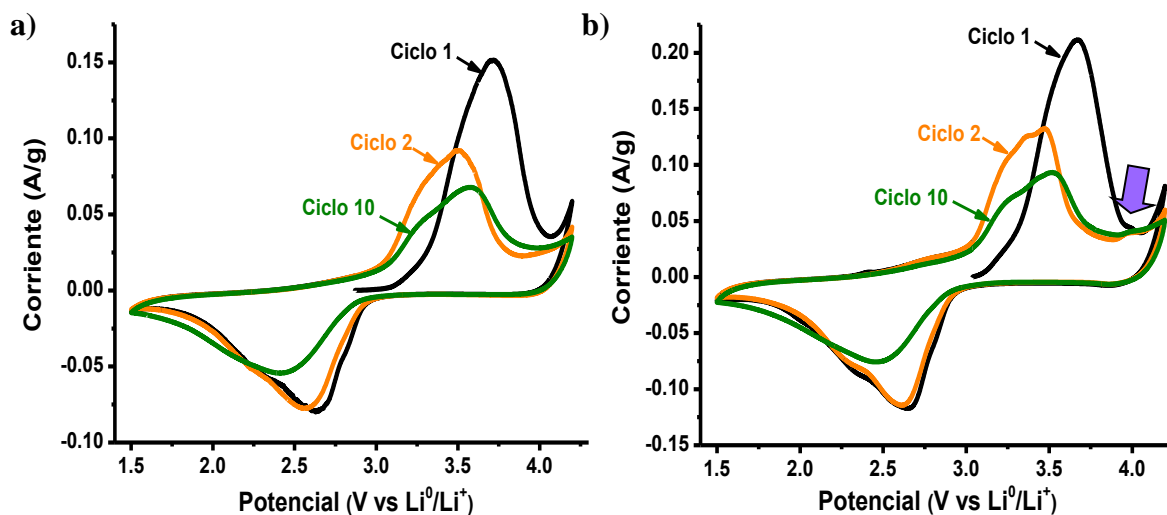 a)
Corriente (A/g)
0.15
0.10
0.05
0.00
-0.05
-0.10
Ciclo 1
Ciclo 2
Ciclo 10
1.5 2.0 2.5 3.0 3.5 4.0
Potencial (V vs Li⁰/Li⁺)
b)
Corriente (A/g)
0.20
0.15
0.10
0.05
0.00
-0.05
-0.10
-0.15
Ciclo 1
Ciclo 2
Ciclo 10
1.5 2.0 2.5 3.0 3.5 4.0
Potencial (V vs Li⁰/Li⁺)